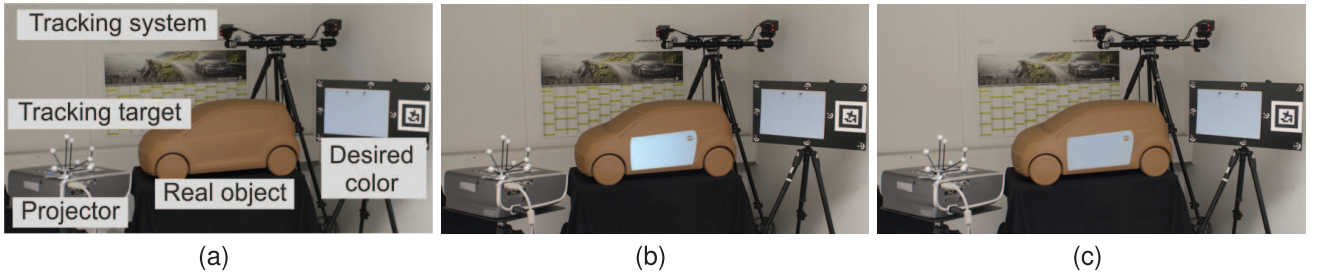 Tracking system
Tracking target
Desired
color
Real object
Projector
(a)
(b)
(c)